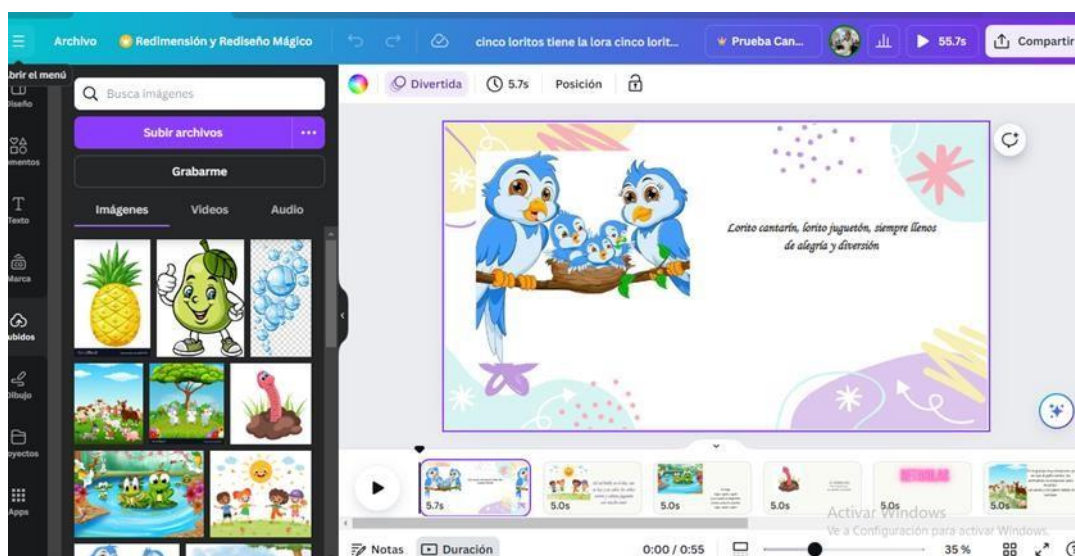 Archivo
Redimensión y Rediseño Mágico
cinco loritos tiene la lora cinco lorit...
Prueba Can...
55.7s
Compartir
brir el menú
Diseño
Busca imágenes
Divertida
5.7s
Posición
Subir archivos
Grabarme
ementos
Texto
Imágenes
Videos
Audio
Marca
ubidos
Dibujo
oyectos
Apps
Lorito cantarín, lorito juguetón, siempre llenos
de alegría y diversión
5.7s
5.0s
5.0s
5.0s
5.0s
5.0s
Activar Windows
Ve a Configuración para activar Windows.
Notas
Duración
0:00 / 0:55
35 %